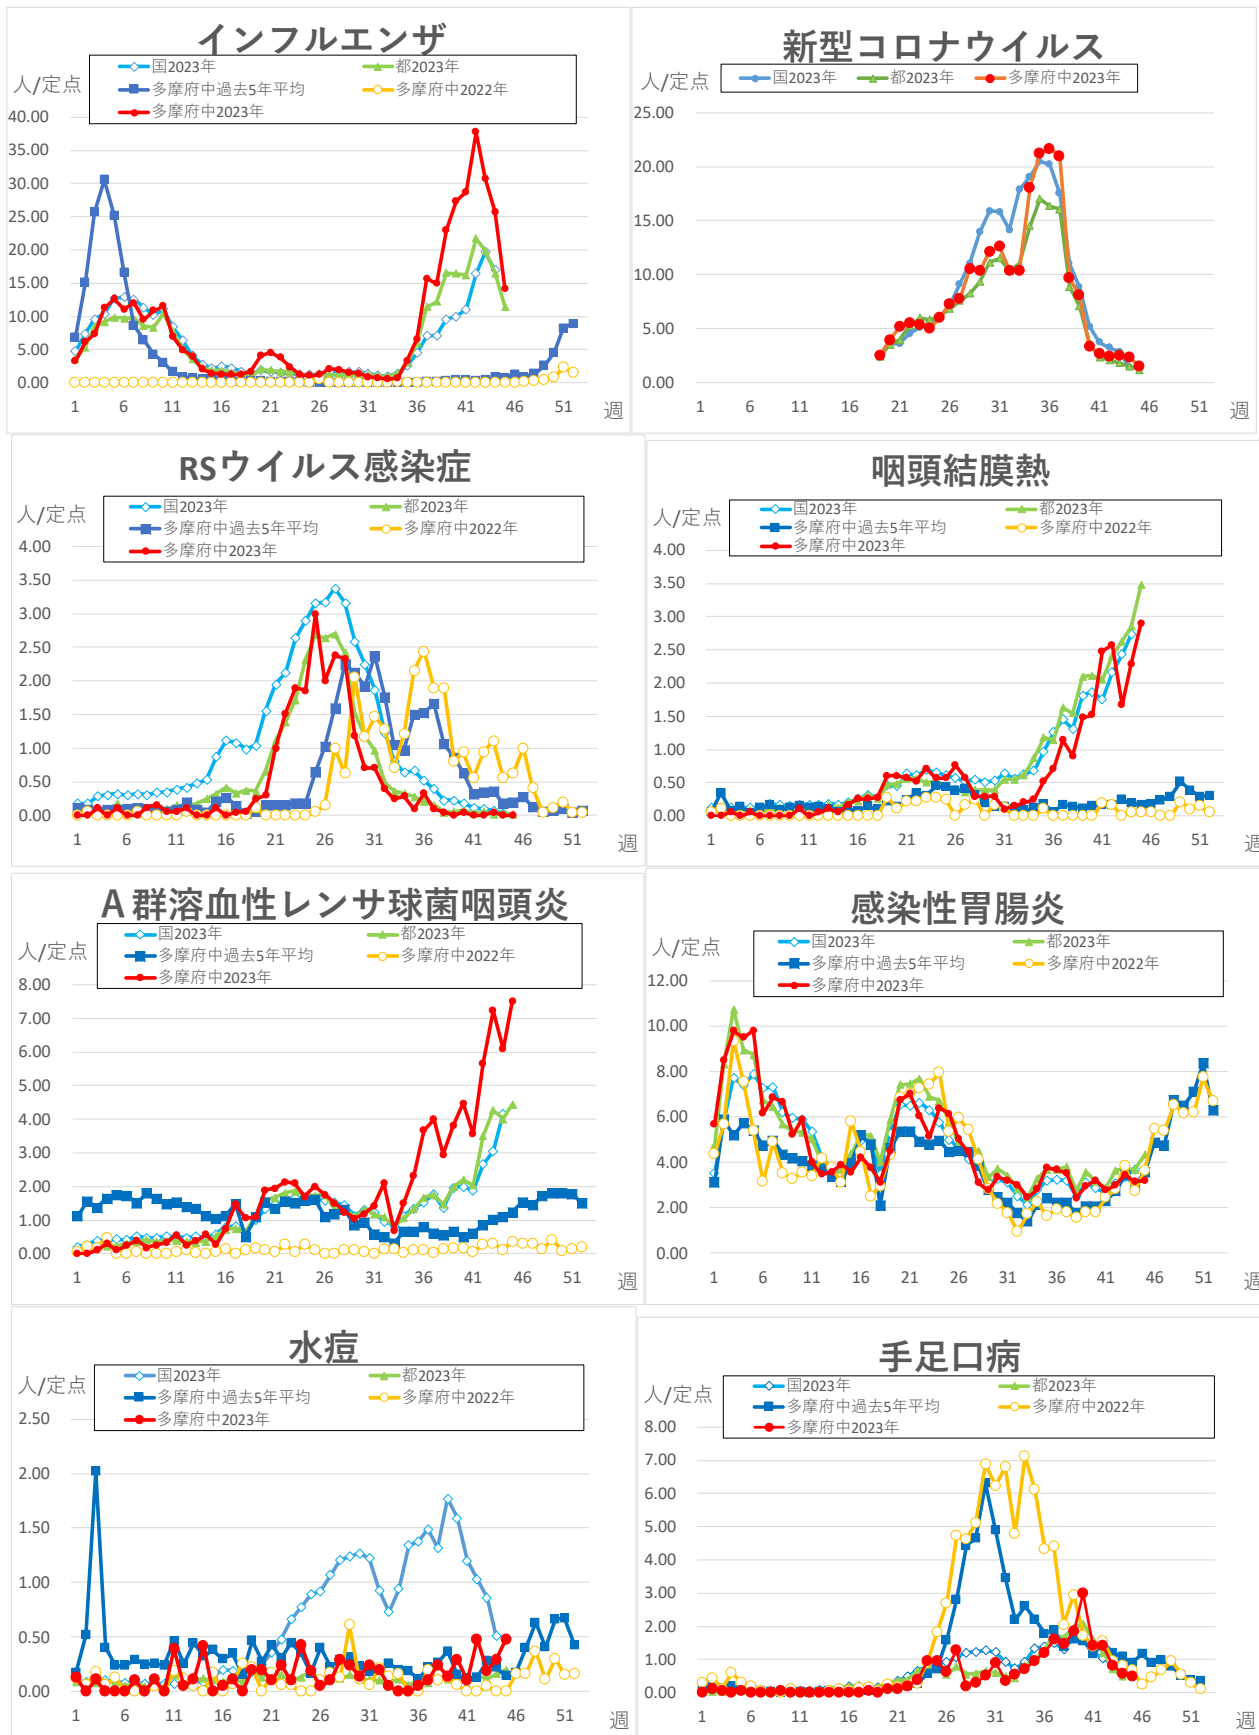 インフルエンザ
人/定点
国2023年
都2023年
多摩府中過去5年平均
多摩府中2022年
多摩府中2023年
40.00
35.00
30.00
25.00
20.00
15.00
10.00
5.00
0.00
1 6 11 16 21 26 31 36 41 46 51 週
新型コロナウイルス
人/定点
国2023年 都2023年 多摩府中2023年
25.00
20.00
15.00
10.00
5.00
0.00
1 6 11 16 21 26 31 36 41 46 51 週
RSウイルス感染症
人/定点
国2023年
都2023年
多摩府中過去5年平均
多摩府中2022年
多摩府中2023年
4.00
3.50
3.00
2.50
2.00
1.50
1.00
0.50
0.00
1 6 11 16 21 26 31 36 41 46 51 週
咽頭結膜熱
人/定点
国2023年
都2023年
多摩府中過去5年平均
多摩府中2022年
多摩府中2023年
4.00
3.50
3.00
2.50
2.00
1.50
1.00
0.50
0.00
1 6 11 16 21 26 31 36 41 46 51 週
A群溶血性レンサ球菌咽頭炎
人/定点
国2023年
都2023年
多摩府中過去5年平均
多摩府中2022年
多摩府中2023年
8.00
7.00
6.00
5.00
4.00
3.00
2.00
1.00
0.00
1 6 11 16 21 26 31 36 41 46 51 週
感染性胃腸炎
人/定点
国2023年
都2023年
多摩府中過去5年平均
多摩府中2022年
多摩府中2023年
12.00
10.00
8.00
6.00
4.00
2.00
0.00
1 6 11 16 21 26 31 36 41 46 51 週
水痘
人/定点
国2023年
都2023年
多摩府中過去5年平均
多摩府中2022年
多摩府中2023年
2.50
2.00
1.50
1.00
0.50
0.00
1 6 11 16 21 26 31 36 41 46 51 週
手足口病
人/定点
国2023年
都2023年
多摩府中過去5年平均
多摩府中2022年
多摩府中2023年
8.00
7.00
6.00
5.00
4.00
3.00
2.00
1.00
0.00
1 6 11 16 21 26 31 36 41 46 51 週